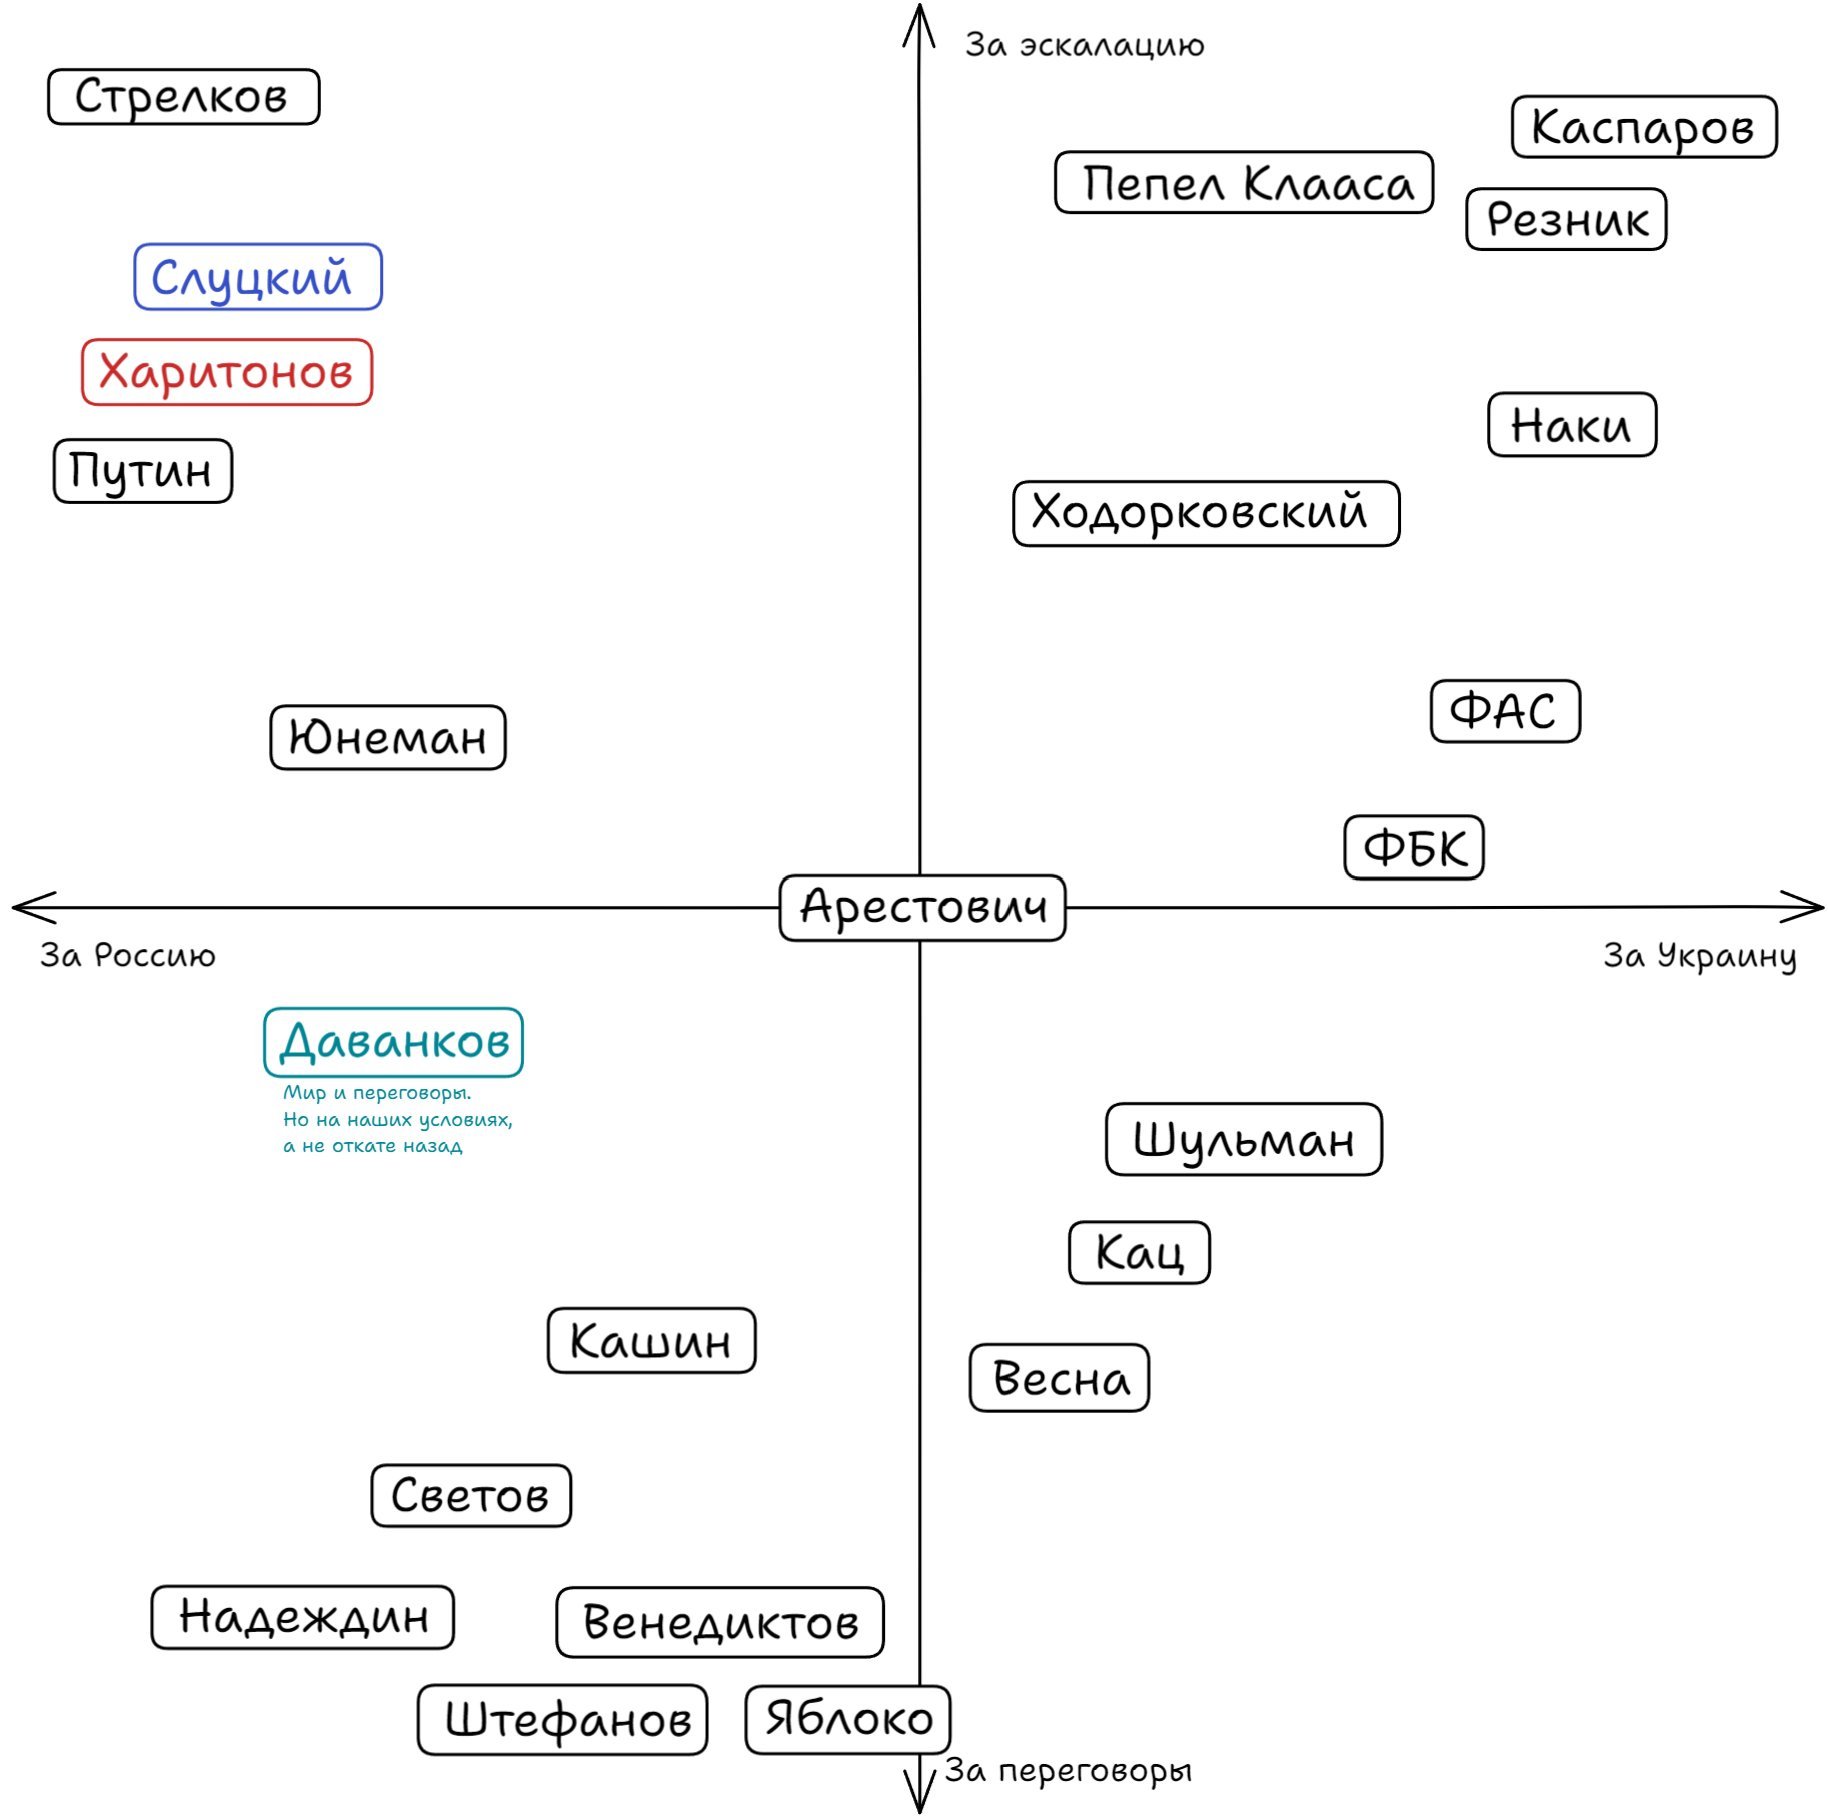 За эскалацию
Стрелков
Каспаров
Пепел Клааса
Резник
Слуцкий
Харитонов
Наки
Путин
Ходорковский
ФАС
Юнеман
ФБК
Арестович
За Россию
За Украину
Даванков
Мир и переговоры.
Но на наших условиях,
а не откате назад
Шульман
Кац
Кашин
Весна
Светов
Надеждин
Венедиктов
Штефанов
Яблоко
За переговоры